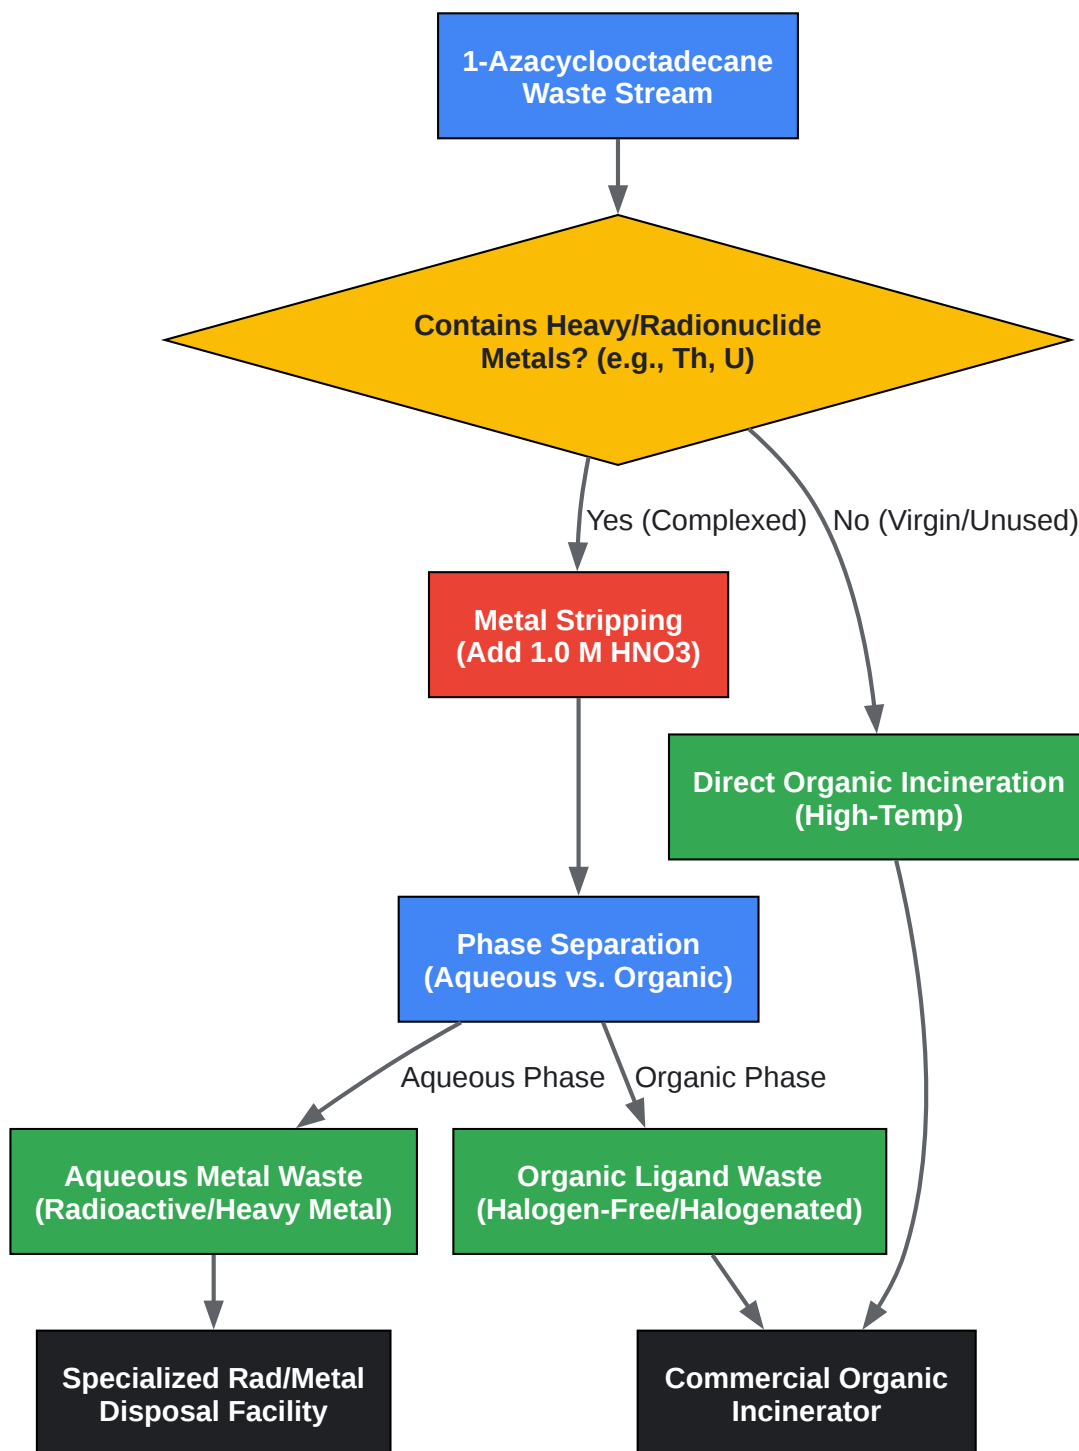 1-Azacyclooctadecane
Waste Stream
Contains Heavy/Radionuclide
Metals? (e.g., Th, U)
Yes (Complexed)
No (Virgin/Unused)
Metal Stripping
(Add 1.0 M HNO3)
Direct Organic Incineration
(High-Temp)
Phase Separation
(Aqueous vs. Organic)
Aqueous Phase
Organic Phase
Aqueous Metal Waste
(Radioactive/Heavy Metal)
Organic Ligand Waste
(Halogen-Free/Halogenated)
Specialized Rad/Metal
Disposal Facility
Commercial Organic
Incinerator